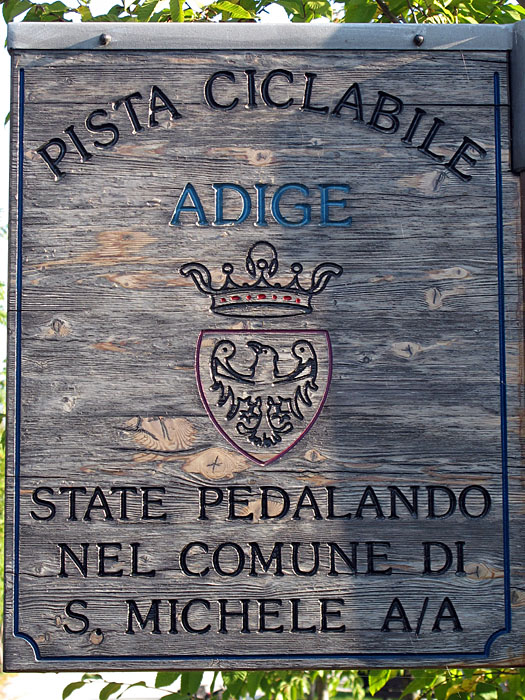 PISTA CICLABILE
ADIGE
STATE PEDALANDO
NEL COMUNE DI
S. MICHELE A/A